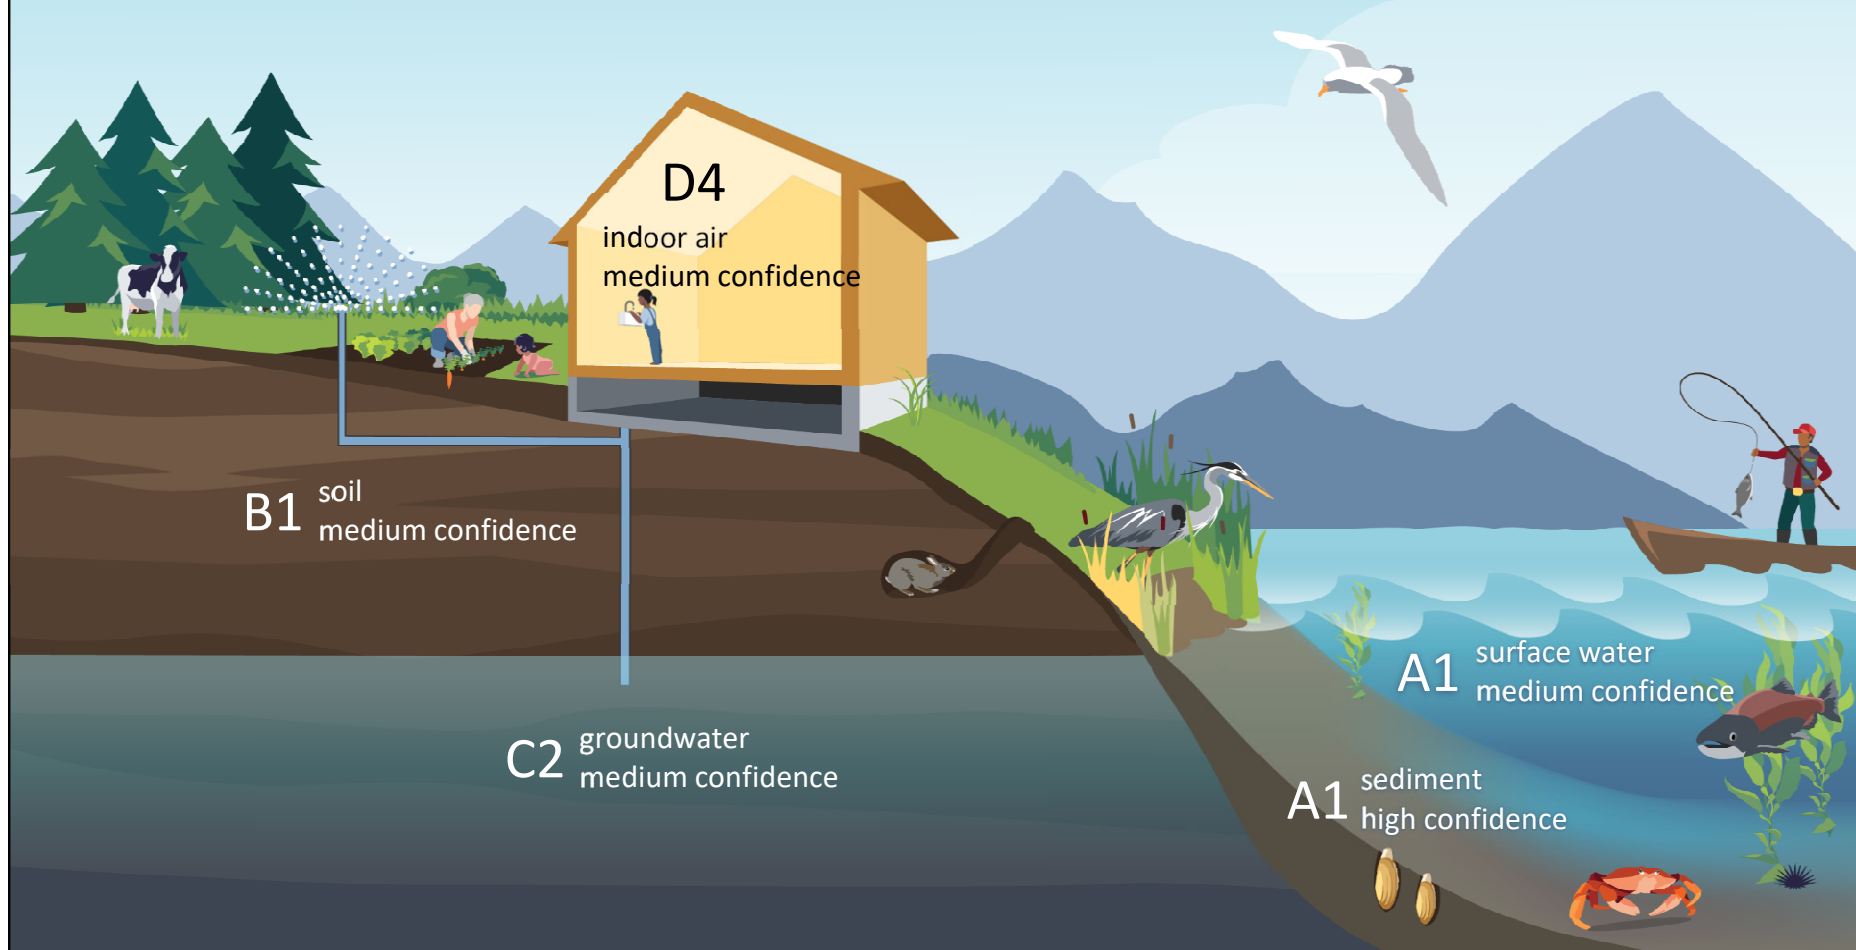 D4
indoor air
medium confidence
B1
soil
medium confidence
A1
surface water
medium confidence
C2
groundwater
medium confidence
A1
sediment
high confidence